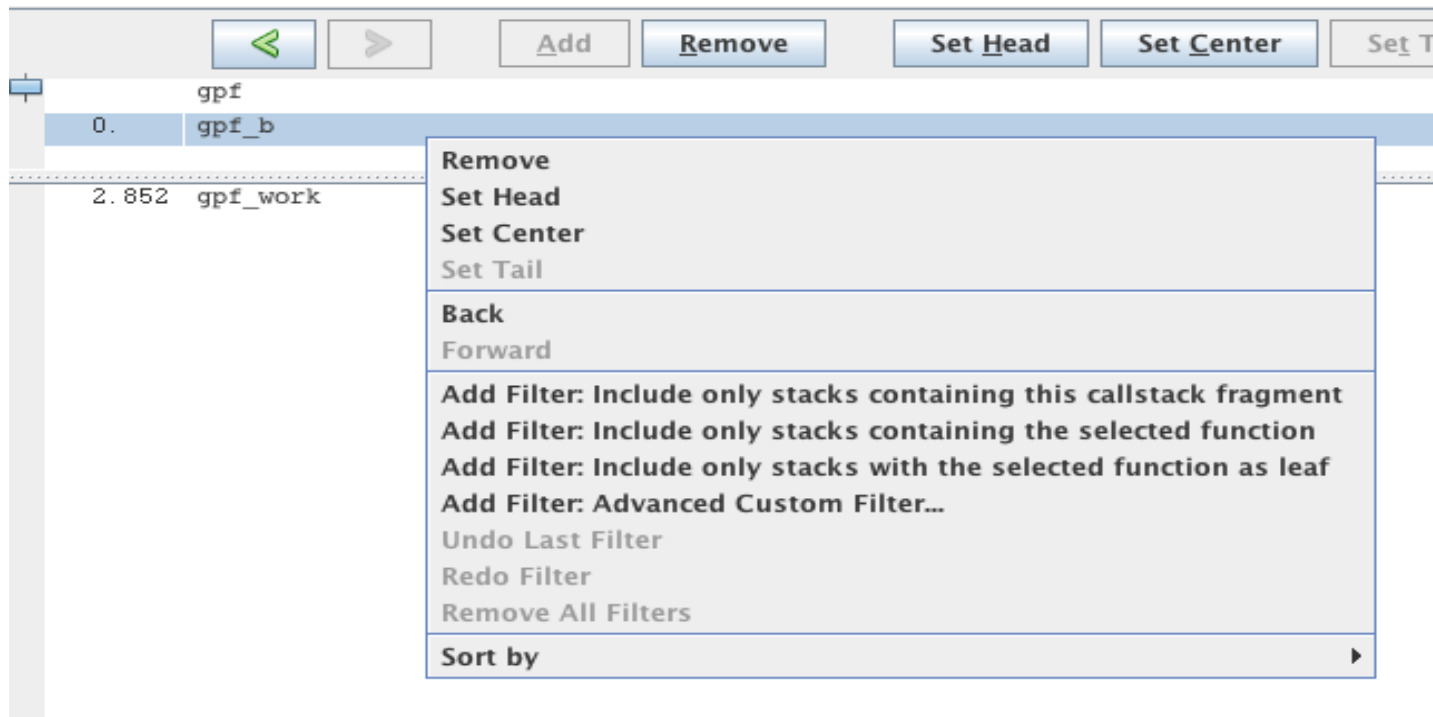 Add Remove Set Head Set Center Set T
gpf
0. gpf_b
2.852 gpf_work
Remove
Set Head
Set Center
Set Tail
Back
Forward
Add Filter: Include only stacks containing this callstack fragment
Add Filter: Include only stacks containing the selected function
Add Filter: Include only stacks with the selected function as leaf
Add Filter: Advanced Custom Filter...
Undo Last Filter
Redo Filter
Remove All Filters
Sort by